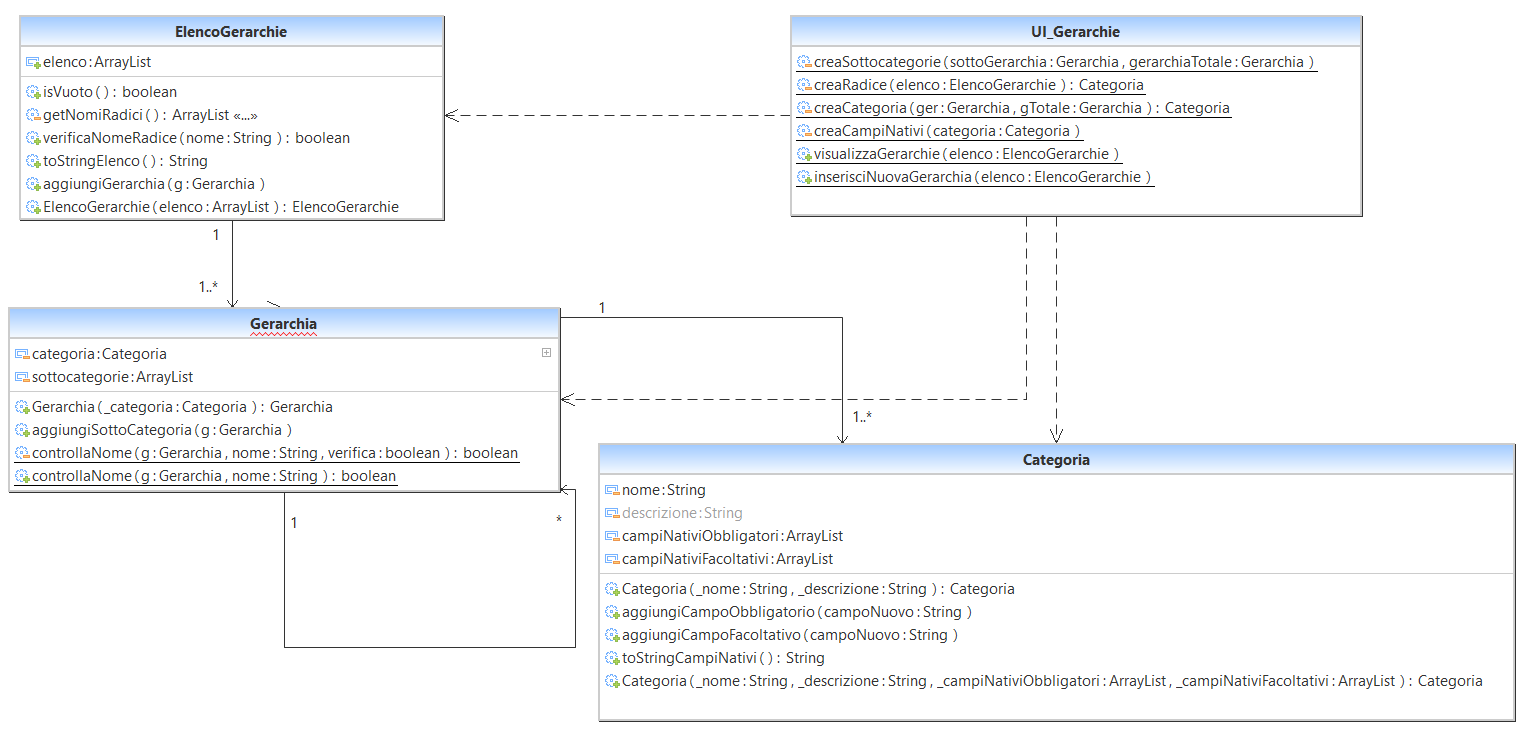 ElencoGerarchie
elenco:ArrayList
isVuoto(): boolean
getNomiRadici(): ArrayList «...»
verificaNomeRadice(nome:String): boolean
toStringElenco(): String
aggiungiGerarchia(g:Gerarchia)
ElencoGerarchie(elenco:ArrayList): ElencoGerarchie
UI_Gerarchie
creaSottocategorie(sottoGerarchia:Gerarchia, gerarchiaTotale:Gerarchia)
creaRadice(elenco:ElencoGerarchie): Categoria
creaCategoria(ger:Gerarchia, gTotale:Gerarchia): Categoria
creaCampiNativi(categoria:Categoria)
visualizzaGerarchie(elenco:ElencoGerarchie)
inserisciNuovaGerarchia(elenco:ElencoGerarchie)
1
1..*
Gerarchia
categoria:Categoria
sottocategorie:ArrayList
Gerarchia(_categoria:Categoria): Gerarchia
aggiungiSottoCategoria(g:Gerarchia)
controllaNome(g:Gerarchia, nome:String, verifica:boolean): boolean
controllaNome(g:Gerarchia, nome:String): boolean
1
1..*
1
*
Categoria
nome:String
descrizione:String
campiNativiObbligatori:ArrayList
campiNativiFacoltativi:ArrayList
Categoria(_nome:String, _descrizione:String): Categoria
aggiungiCampoObbligatorio(campoNuovo:String)
aggiungiCampoFacoltativo(campoNuovo:String)
toStringCampiNativi(): String
Categoria(_nome:String, _descrizione:String, _campiNativiObbligatori:ArrayList, _campiNativiFacoltativi:ArrayList): Categoria